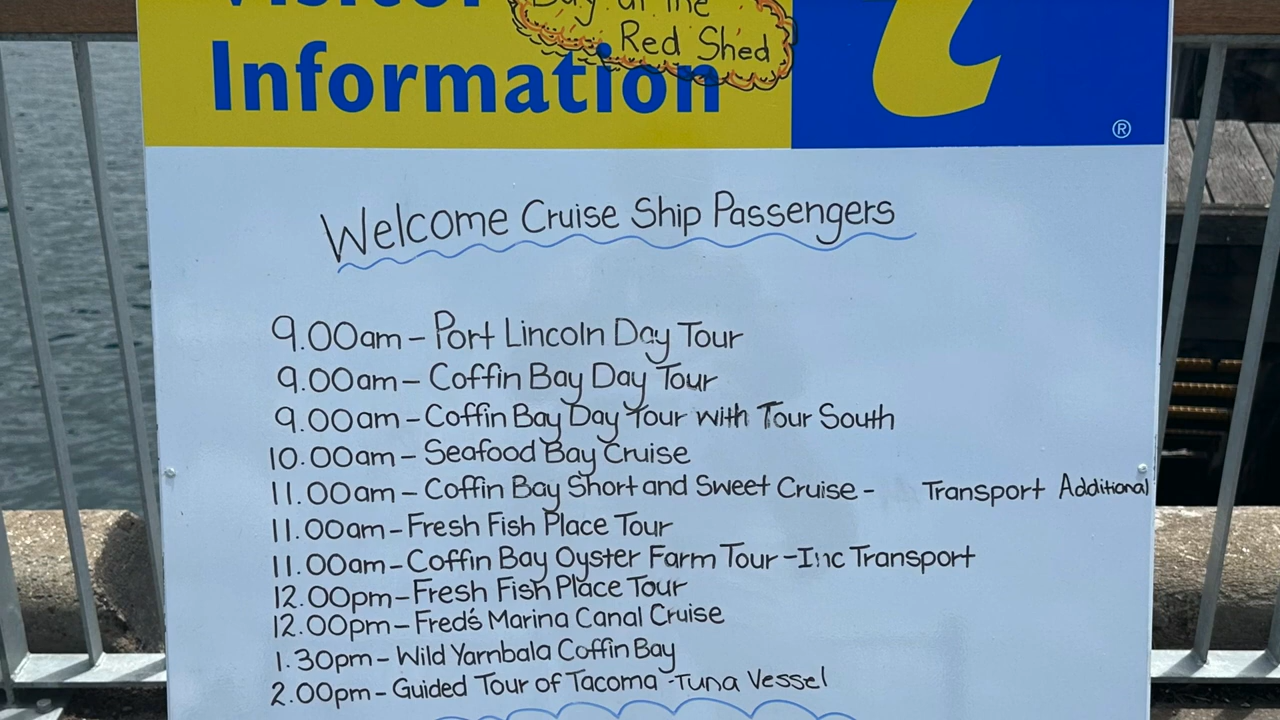 Visitor
Buy at the
Red Shed
Information
i
®
Welcome Cruise Ship Passengers
9.00am - Port Lincoln Day Tour
9.00am - Coffin Bay Day Tour
9.00am - Coffin Bay Day Tour with Tour South
10.00am - Seafood Bay Cruise
11.00am - Coffin Bay Short and Sweet Cruise - Transport Additional
11.00am - Fresh Fish Place Tour
11.00am - Coffin Bay Oyster Farm Tour - Inc Transport
12.00pm - Fresh Fish Place Tour
12.00pm - Fred's Marina Canal Cruise
1.30pm - Wild Yarnbala Coffin Bay
2.00pm - Guided Tour of Tacoma - Tuna Vessel